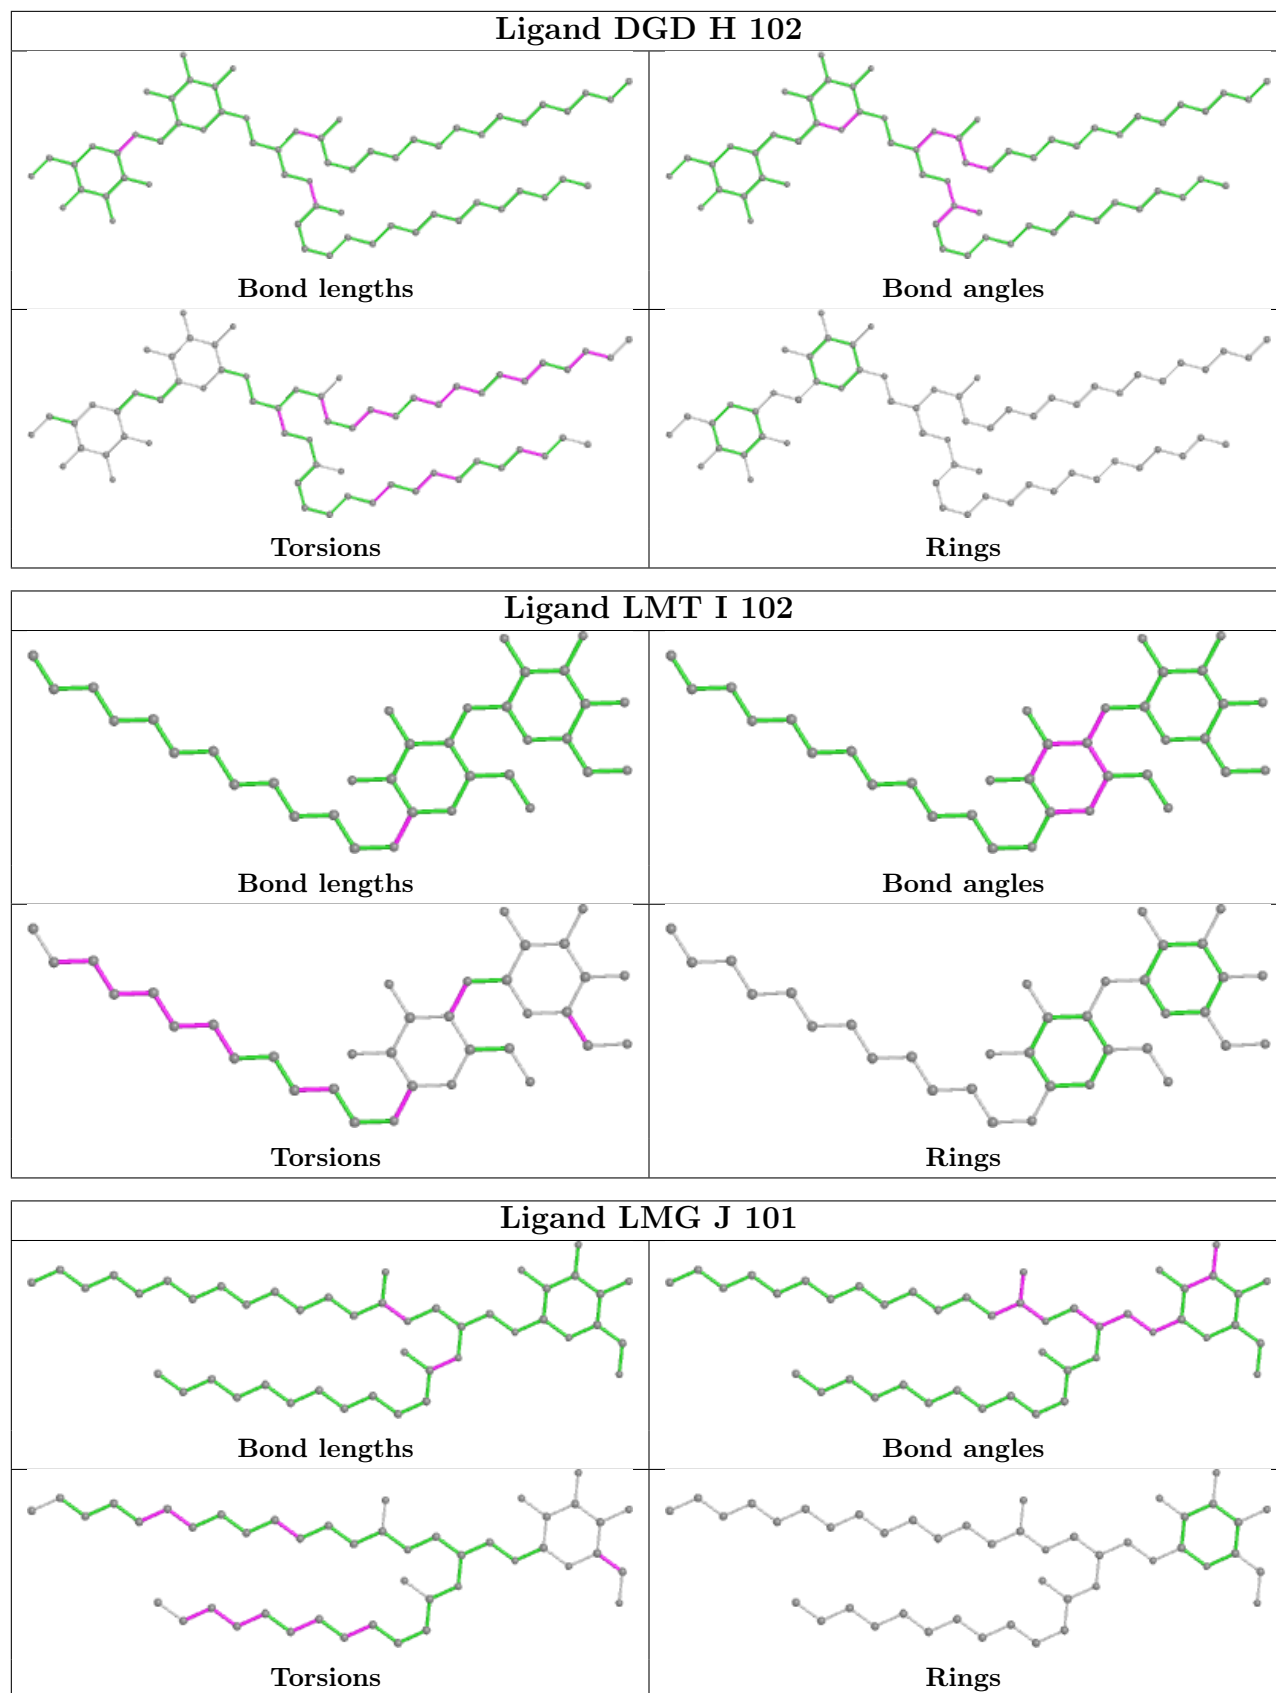 Ligand DGD H 102
Bond lengths
Bond angles
Torsions
Rings
Ligand LMT I 102
Bond lengths
Bond angles
Torsions
Rings
Ligand LMG J 101
Bond lengths
Bond angles
Torsions
Rings